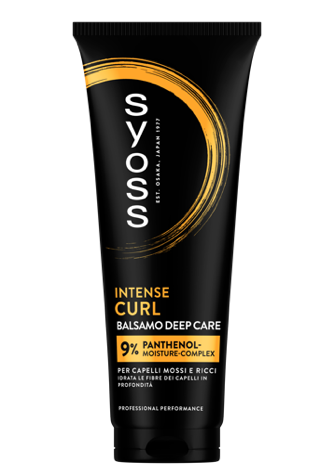 syoss
EST. OSAKA, JAPAN 1977
INTENSE
CURL
BALSAMO DEEP CARE
9% PANTHENOL-
MOISTURE-COMPLEX
PER CAPELLI MOSSI E RICCI
IDRATA LE FIBRE DEI CAPELLI IN
PROFONDITÀ
PROFESSIONAL PERFORMANCE